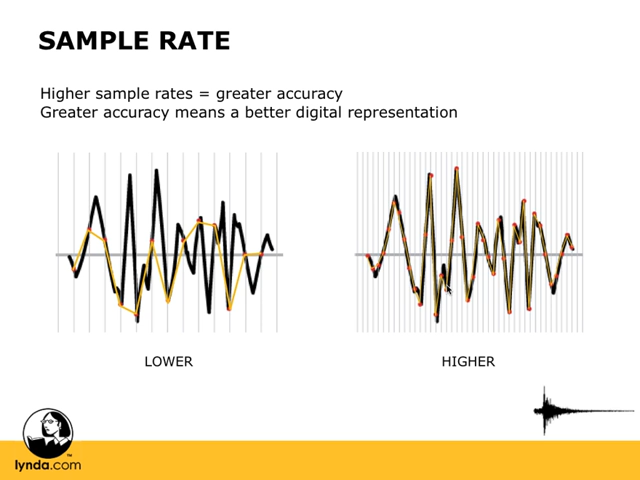 SAMPLE RATE
Higher sample rates = greater accuracy
Greater accuracy means a better digital representation
LOWER
HIGHER
lynda.com